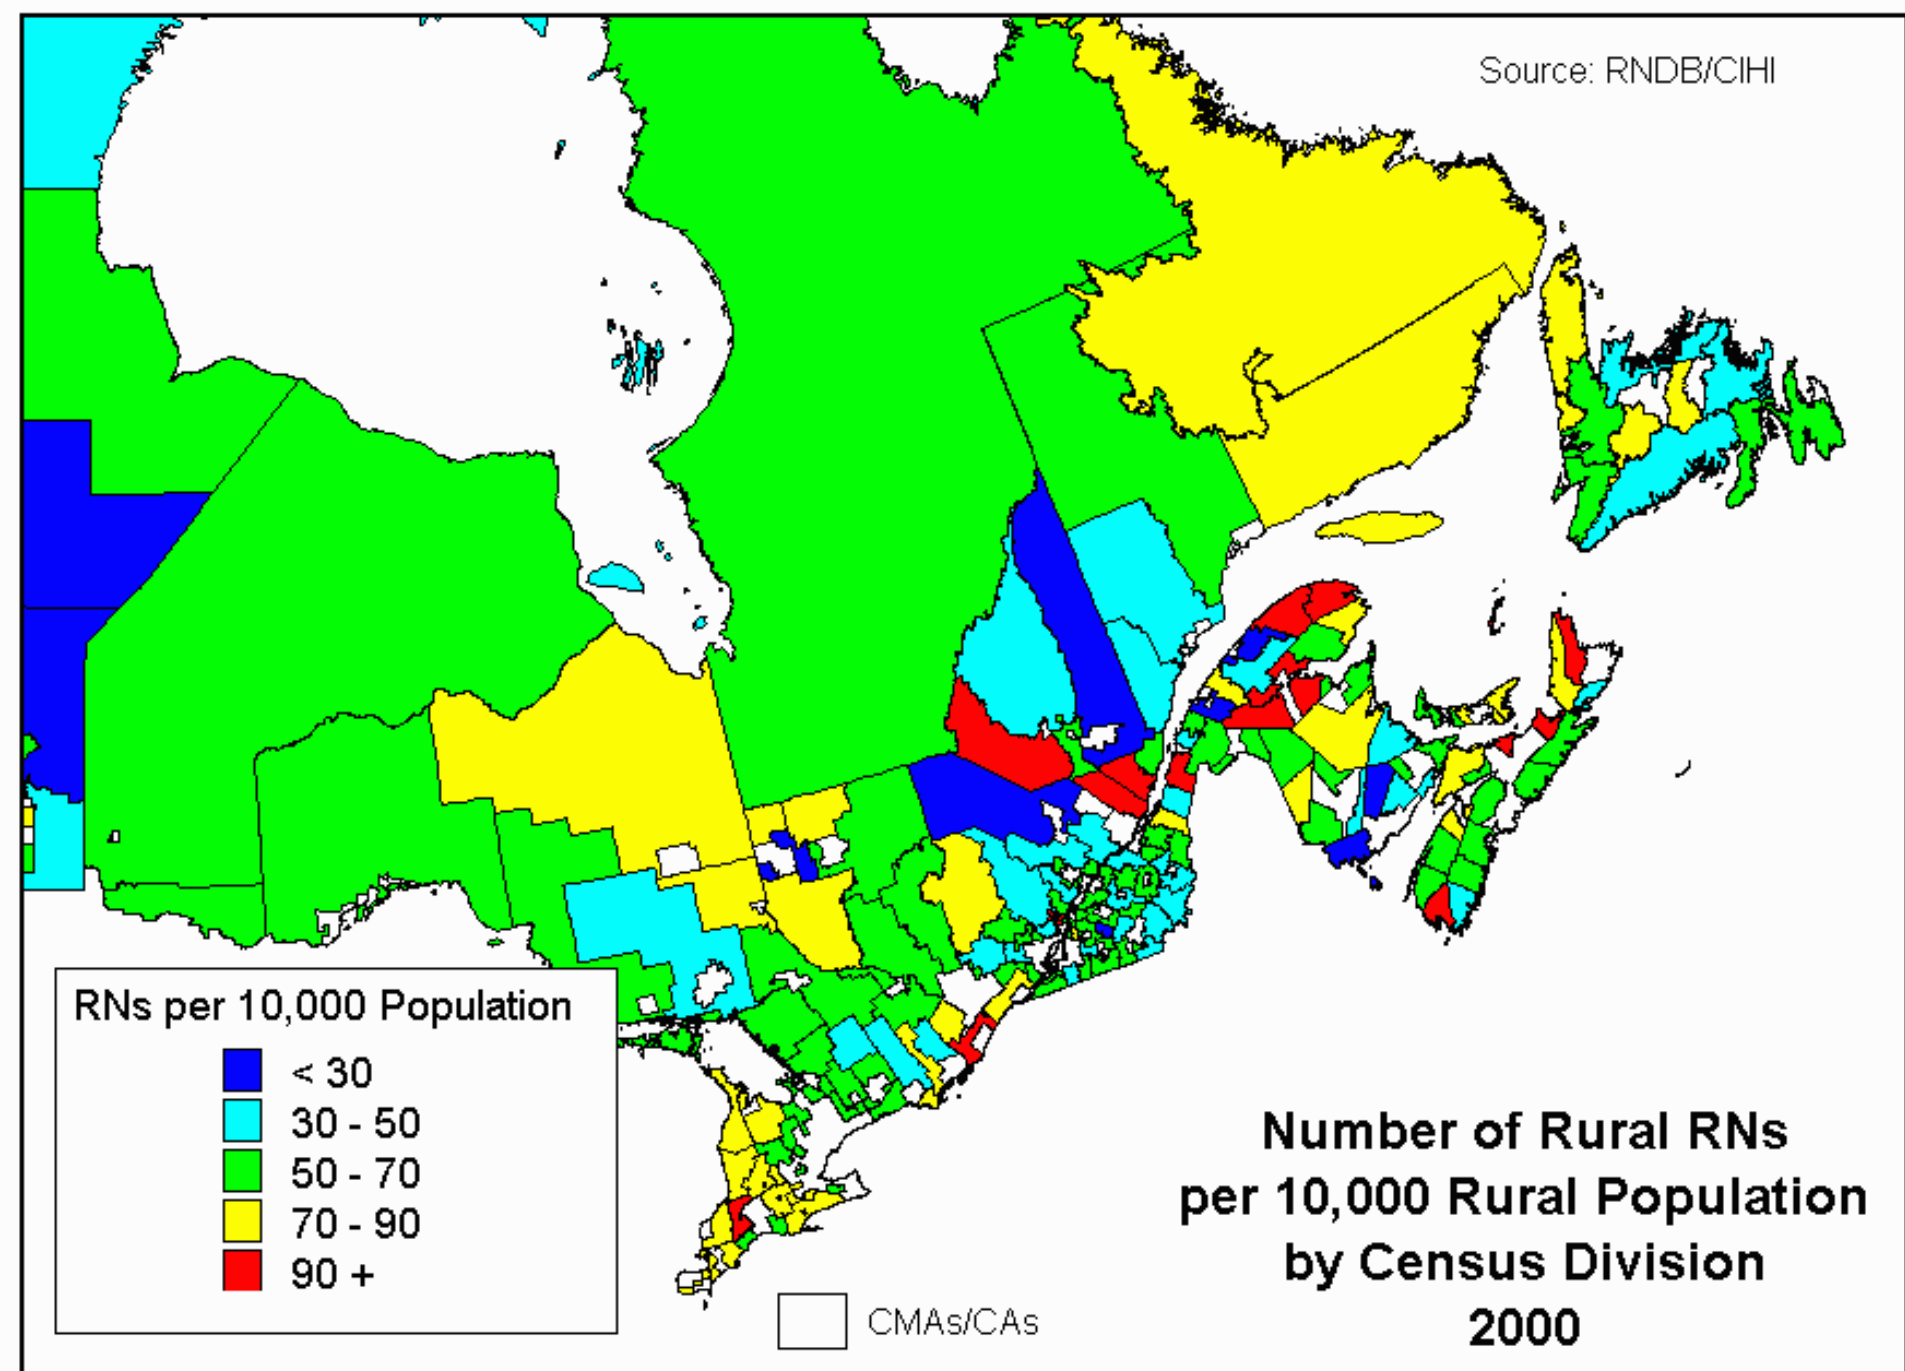 Source: RNDB/CIHI
RNs per 10,000 Population
< 30
30 - 50
50 - 70
70 - 90
90 +
Number of Rural RNs
per 10,000 Rural Population
by Census Division
2000
CMAs/CAs